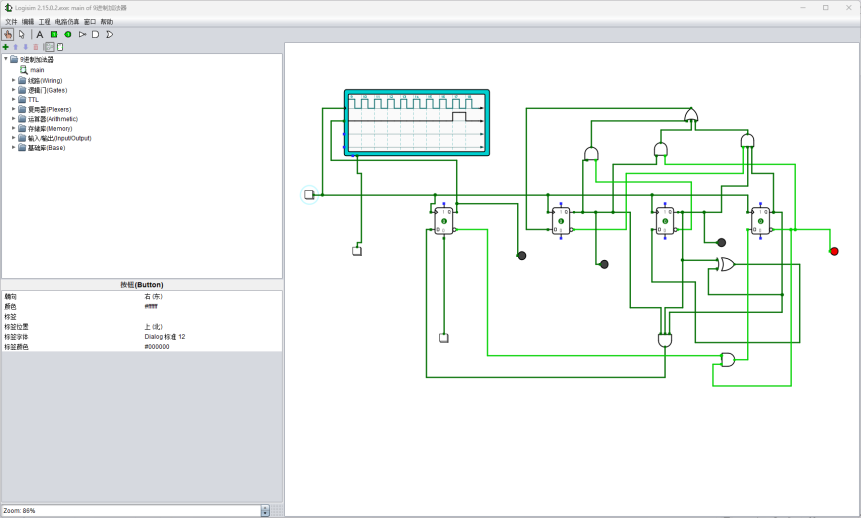 Logisim 2.15.0.2.exe main of 9进制加法器
文件 编辑 工程 电路仿真 窗口 帮助
9进制加法器
main
线路(Wiring)
逻辑门(Gates)
TTL
复用器(Plexers)
运算器(Arithmetic)
存储库(Memory)
输入/输出(Input/Output)
基础库(Base)
按钮(Button)
朝向 右 (东)
颜色 #ffffff
标签
标签位置 上 (北)
标签字体 Dialog 标准 12
标签颜色 #000000
Zoom: 86%